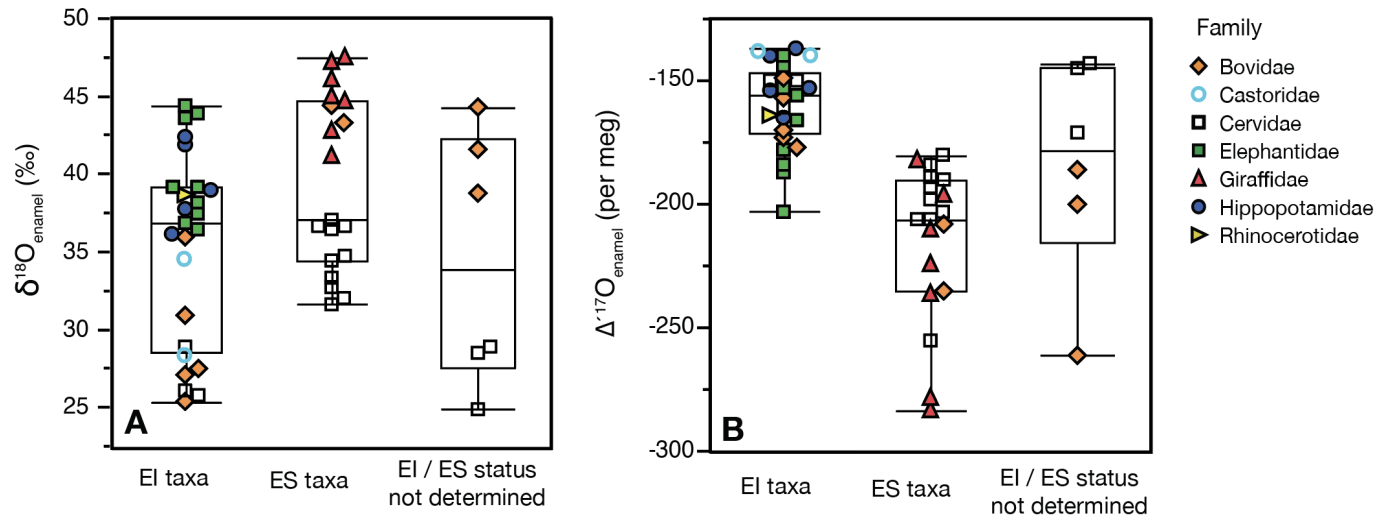 50
45
40
35
30
25
δ¹⁸Oenamel (‰)
A
EI taxa
ES taxa
EI / ES status
not determined
-150
-200
-250
-300
Δ´¹⁷Oenamel (per meg)
B
EI taxa
ES taxa
EI / ES status
not determined
Family
Bovidae
Castoridae
Cervidae
Elephantidae
Giraffidae
Hippopotamidae
Rhinocerotidae